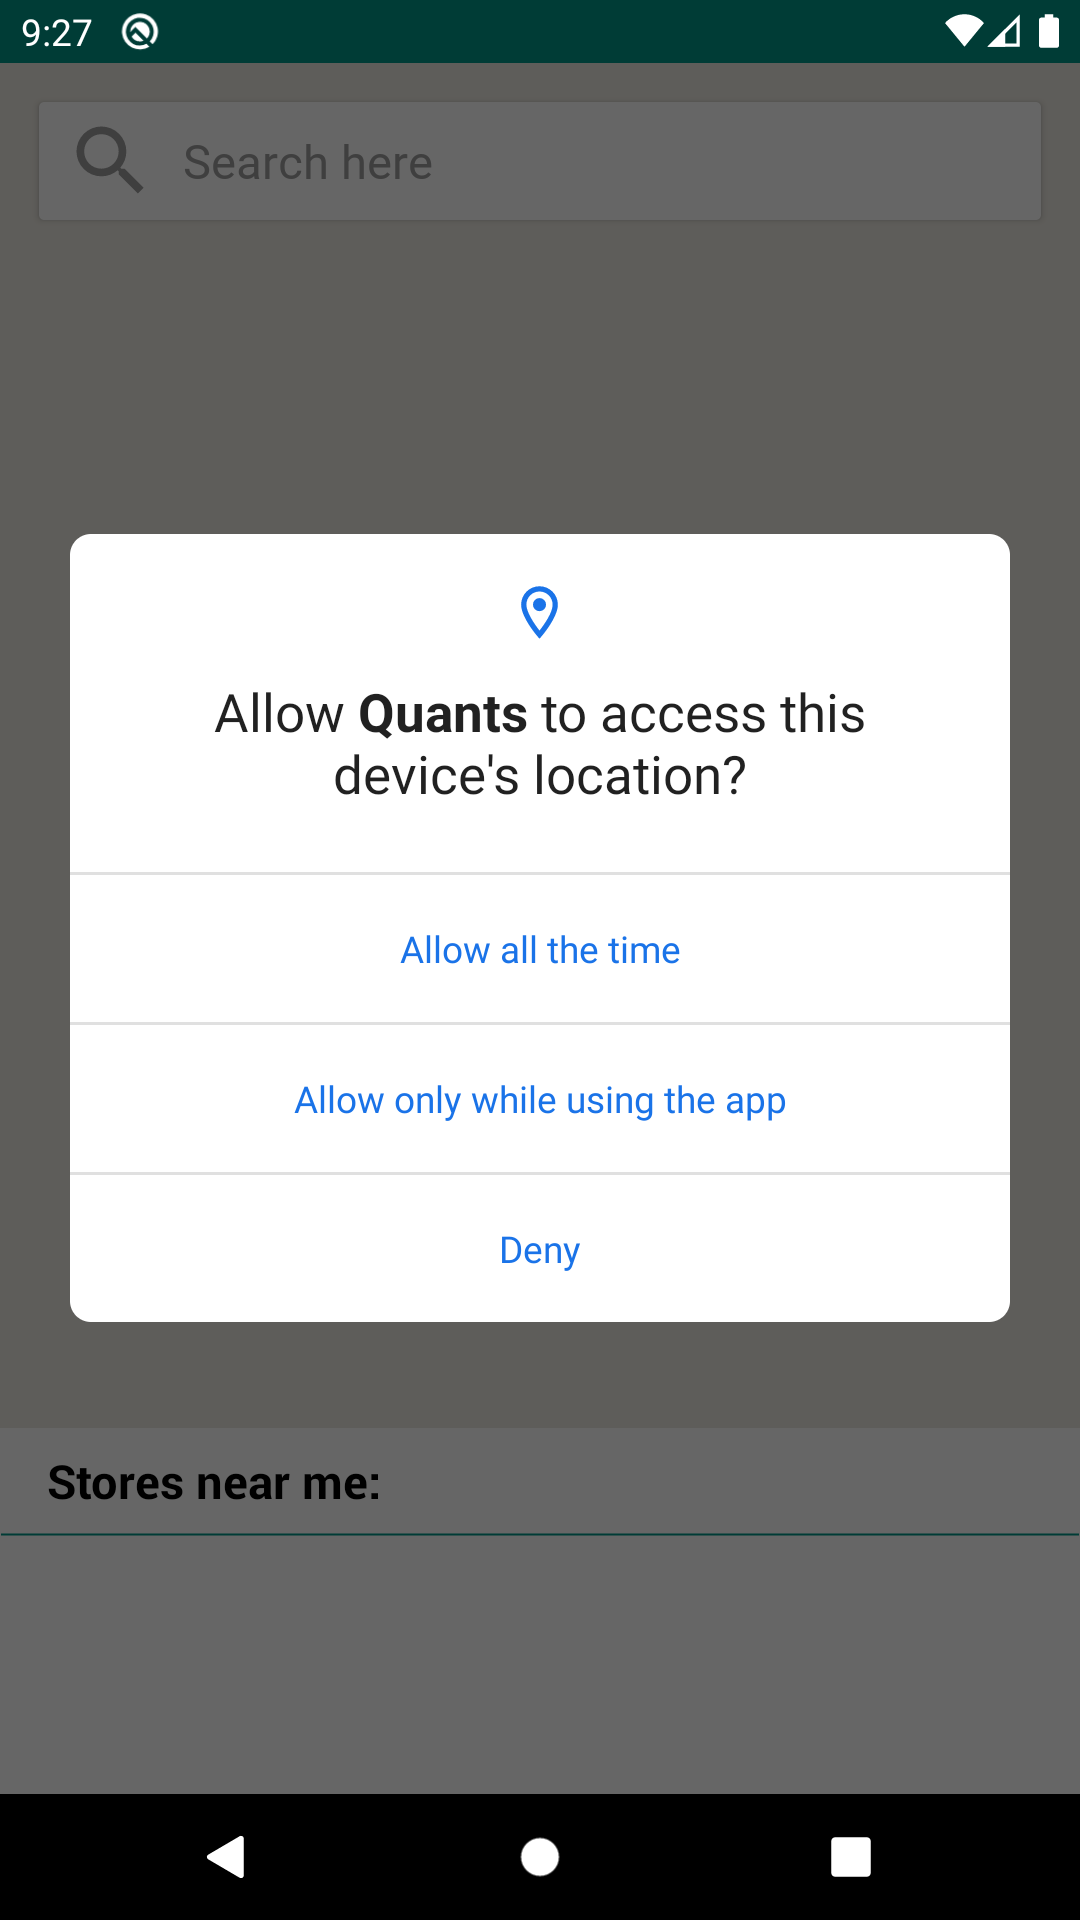 9:27
Search here
Allow Quants to access this
device's location?
Allow all the time
Allow only while using the app
Deny
Stores near me: